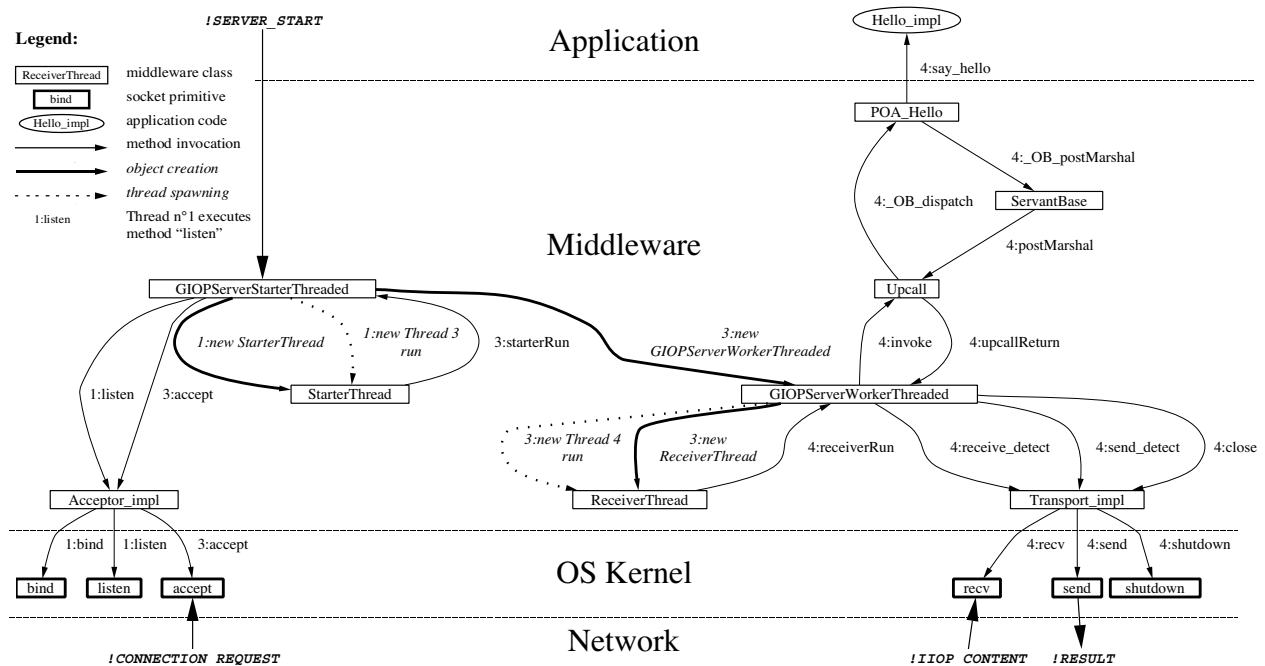 !SERVER_START
Hello_impl
Legend:
Application
ReceiverThread
middleware class
4:say_hello
bind
socket primitive
POA_Hello
Hello_impl
application code
method invocation
4:_OB_postMarshal
object creation
thread spawning
4:_OB_dispatch
ServantBase
1:listen
Thread n°1 executes
method “listen”
Middleware
4:postMarshal
GIOPServerStarterThreaded
Upcall
1:new StarterThread
1:new Thread 3
run
3:starterRun
3:new
GIOPServerWorkerThreaded
4:invoke
4:upcallReturn
1:listen
3:accept
StarterThread
GIOPServerWorkerThreaded
3:new Thread 4
run
3:new
ReceiverThread
4:receiverRun
4:receive_detect
4:send_detect
4:close
Acceptor_impl
ReceiverThread
Transport_impl
1:bind
1:listen
3:accept
4:recv
4:send
4:shutdown
OS Kernel
bind
listen
accept
recv
send
shutdown
Network
!CONNECTION REQUEST
!IIOP CONTENT
!RESULT